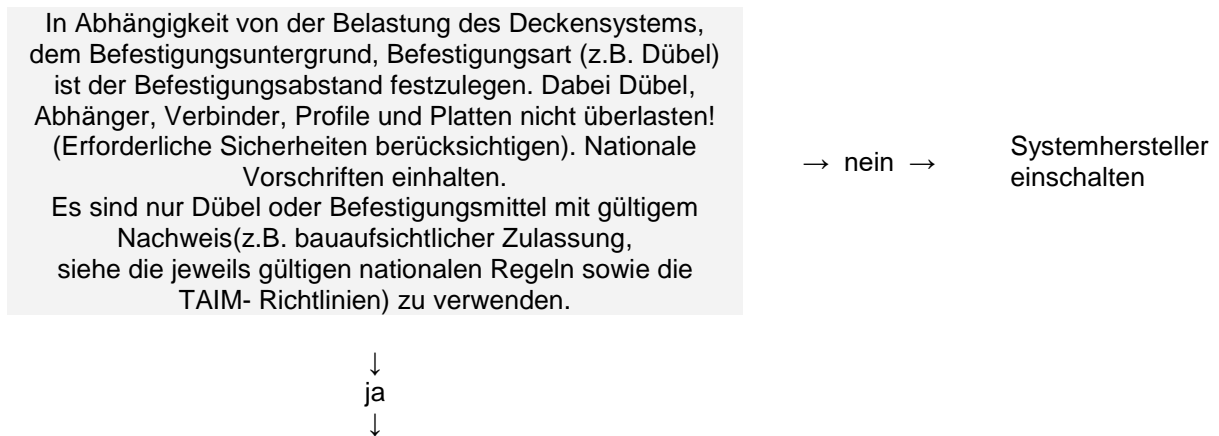 In Abhängigkeit von der Belastung des Deckensystems,
dem Befestigungsuntergrund, Befestigungsart (z.B. Dübel)
ist der Befestigungsabstand festzulegen. Dabei Dübel,
Abhänger, Verbinder, Profile und Platten nicht überlasten!
(Erforderliche Sicherheiten berücksichtigen). Nationale
Vorschriften einhalten.
Es sind nur Dübel oder Befestigungsmittel mit gültigem
Nachweis(z.B. bauaufsichtlicher Zulassung,
siehe die jeweils gültigen nationalen Regeln sowie die
TAIM- Richtlinien) zu verwenden.
→ nein →
Systemhersteller
einschalten
↓
ja
↓